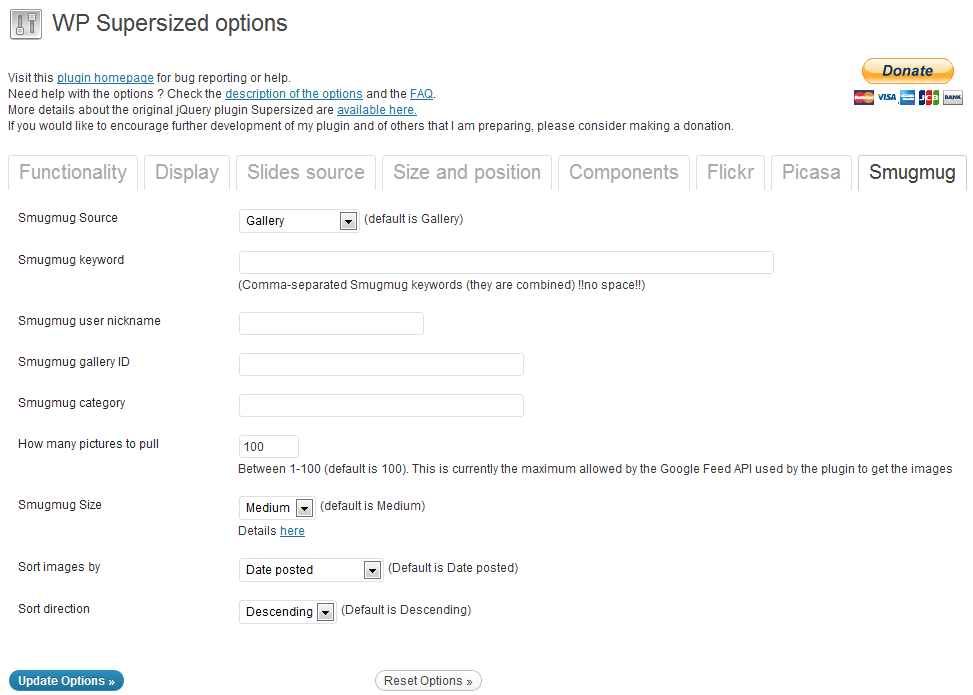 WP Supersized options
Visit this plugin homepage for bug reporting or help.
Need help with the options ? Check the description of the options and the FAQ.
More details about the original jQuery plugin Supersized are available here.
If you would like to encourage further development of my plugin and of others that I am preparing, please consider making a donation.
Donate
MasterCard VISA AMERICAN EXPRESS JCB BANK
Functionality Display Slides source Size and position Components Flickr Picasa Smugmug
Smugmug Source Gallery (default is Gallery)
Smugmug keyword
(Comma-separated Smugmug keywords (they are combined) !!no space!!)
Smugmug user nickname
Smugmug gallery ID
Smugmug category
How many pictures to pull 100
Between 1-100 (default is 100). This is currently the maximum allowed by the Google Feed API used by the plugin to get the images
Smugmug Size Medium (default is Medium)
Details here
Sort images by Date posted (Default is Date posted)
Sort direction Descending (Default is Descending)
Update Options » Reset Options »